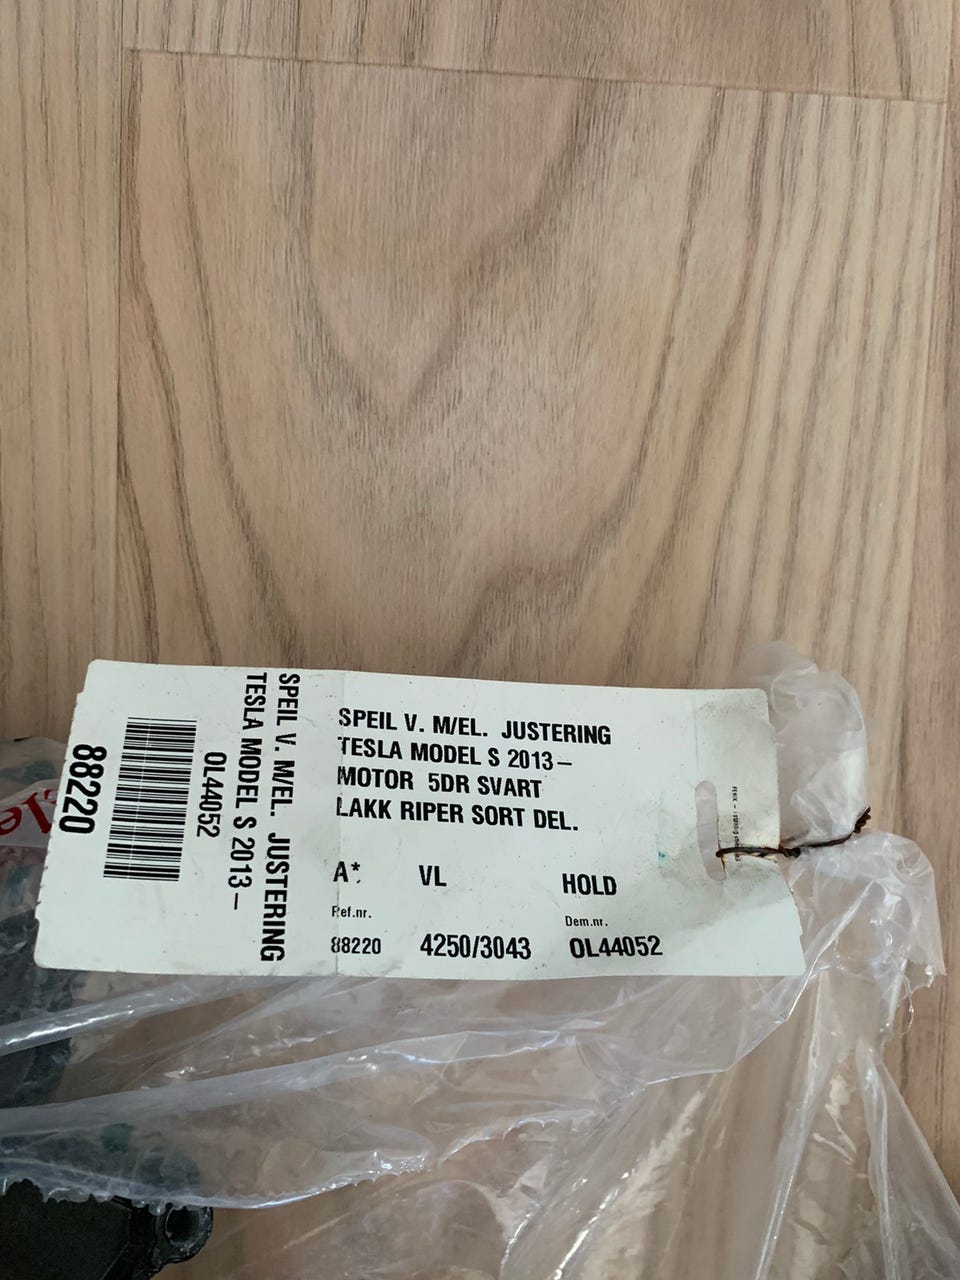 SPEIL V. M/EL. JUSTERING
TESLA MODEL S 2013-
MOTOR 5DR SVART
LAKK RIPER SORT DEL.
A* VL HOLD
Ref.nr. Dem.nr.
88220 4250/3043 OL44052
SPEIL V. M/EL. JUSTERING
TESLA MODEL S 2013-
OL44052
88220